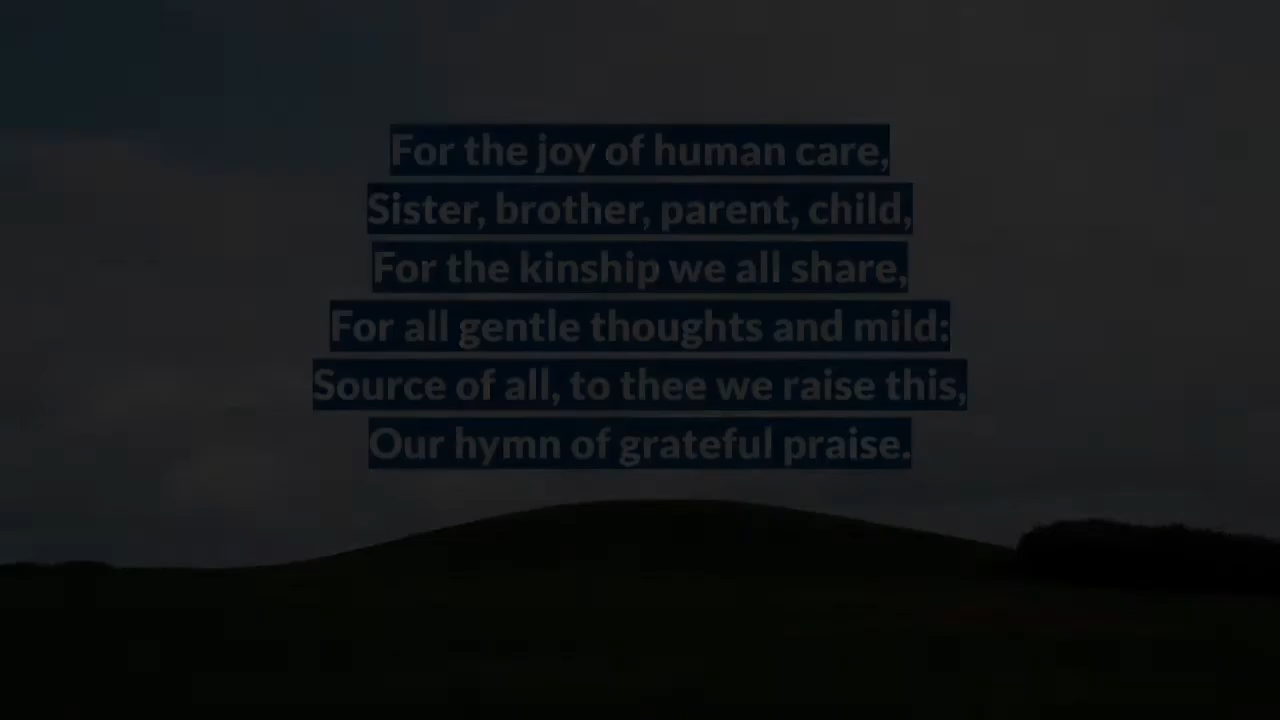 For the joy of human care,
Sister, brother, parent, child,
For the kinship we all share,
For all gentle thoughts and mild:
Source of all, to thee we raise this,
Our hymn of grateful praise.